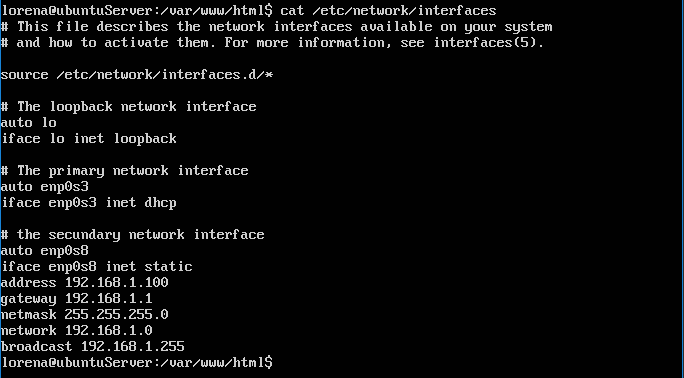 lorena@ubuntuServer:/var/www/html$ cat /etc/network/interfaces
# This file describes the network interfaces available on your system
# and how to activate them. For more information, see interfaces(5).
source /etc/network/interfaces.d/*
# The loopback network interface
auto lo
iface lo inet loopback
# The primary network interface
auto enp0s3
iface enp0s3 inet dhcp
# the secundary network interface
auto enp0s8
iface enp0s8 inet static
address 192.168.1.100
gateway 192.168.1.1
netmask 255.255.255.0
network 192.168.1.0
broadcast 192.168.1.255
lorena@ubuntuServer:/var/www/html$